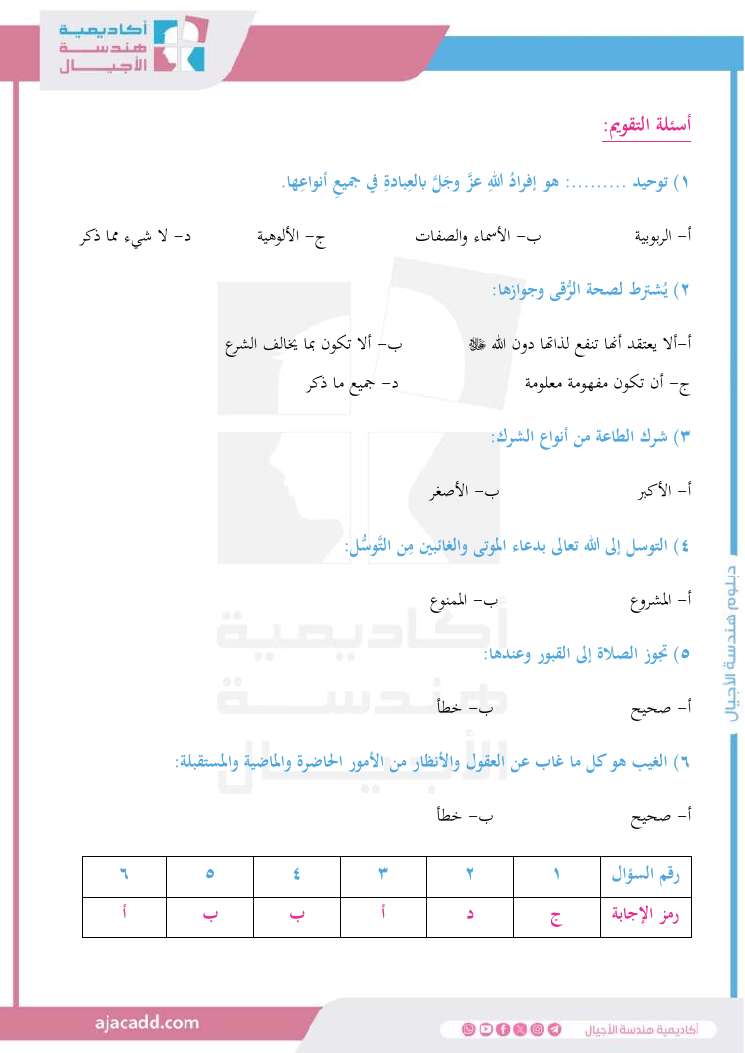 أكاديمية
هندسة
الأجيال
أسئلة التقويم:
١) توحيد .........: هو إفرادُ اللهِ عزَّ وجَلَّ بالعِبادةِ في جميعِ أنواعِها.
أ- الربوبية ب- الأسماء والصفات ج- الألوهية د- لا شيء مما ذكر
٢) يُشترط لصحة الرُّقى وجوازها:
أ-ألا يعتقد أنها تنفع لذاتها دون الله ﷻ ب- ألا تكون بما يخالف الشرع
ج- أن تكون مفهومة معلومة د- جميع ما ذكر
٣) شرك الطاعة من أنواع الشرك:
أ- الأكبر ب- الأصغر
٤) التوسل إلى الله تعالى بدعاء الموتى والغائبين مِن التَّوسُّل:
أ- المشروع ب- الممنوع
٥) تجوز الصلاة إلى القبور وعندها:
أ- صحيح ب- خطأ
٦) الغيب هو كل ما غاب عن العقول والأنظار من الأمور الحاضرة والماضية والمستقبلة:
أ- صحيح ب- خطأ
رقم السؤال ١ ٢ ٣ ٤ ٥ ٦
رمز الإجابة ج د أ ب ب أ
دبلوم هندسة الأجيال
أكاديمية
هندسة
الأجيال
أكاديمية هندسة الأجيال
ajacadd.com